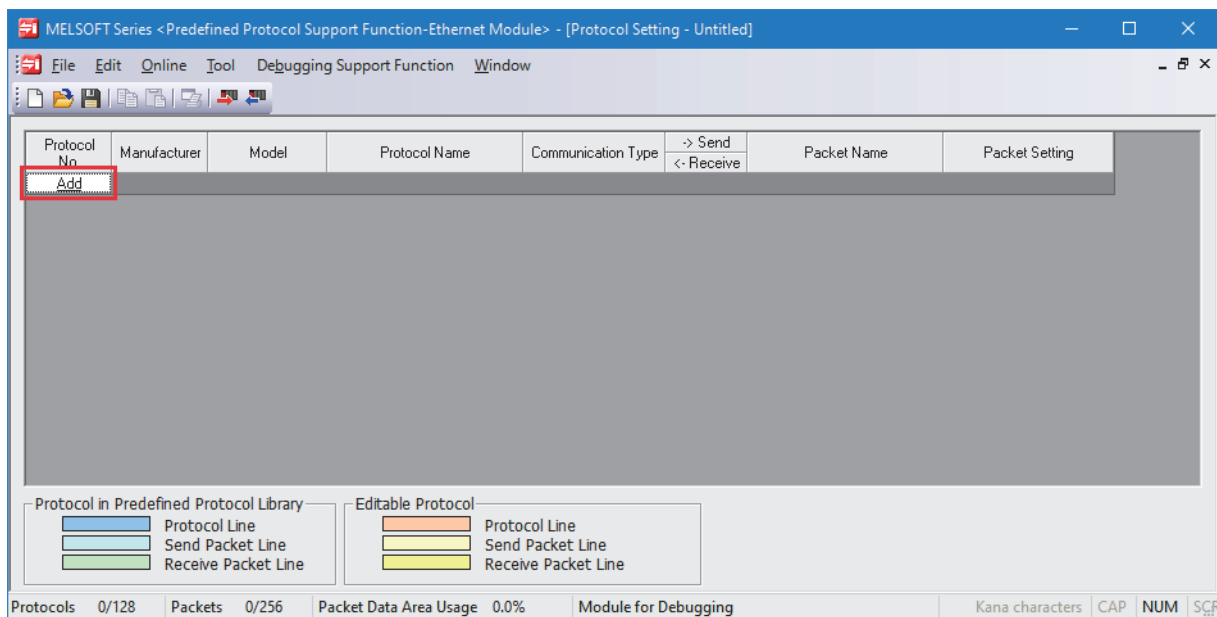 MELSOFT Series <Predefined Protocol Support Function-Ethernet Module> - [Protocol Setting - Untitled]
File Edit Online Tool Debugging Support Function Window
Protocol No. Manufacturer Model Protocol Name Communication Type -> Send <- Receive Packet Name Packet Setting
Add
Protocol in Predefined Protocol Library Editable Protocol
Protocol Line Protocol Line
Send Packet Line Send Packet Line
Receive Packet Line Receive Packet Line
Protocols 0/128 Packets 0/256 Packet Data Area Usage 0.0% Module for Debugging Kana characters CAP NUM SCR